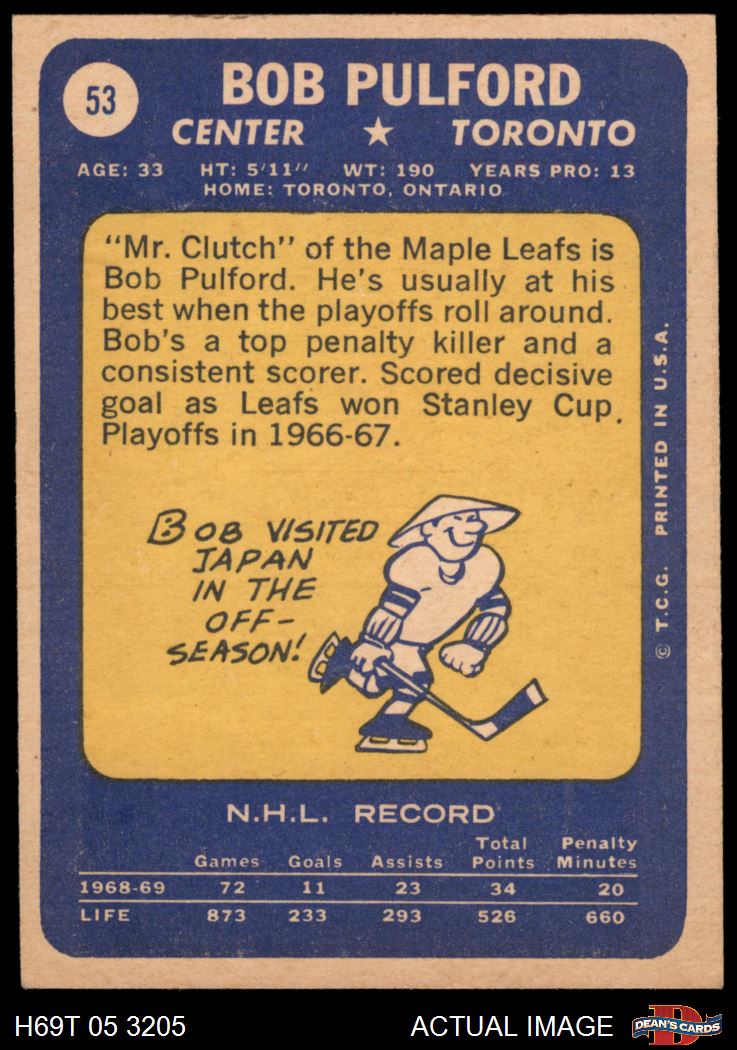 53
BOB PULFORD
CENTER ★ TORONTO
AGE: 33 HT: 5'11" WT: 190 YEARS PRO: 13
HOME: TORONTO, ONTARIO
"Mr. Clutch" of the Maple Leafs is
Bob Pulford. He's usually at his
best when the playoffs roll around.
Bob's a top penalty killer and a
consistent scorer. Scored decisive
goal as Leafs won Stanley Cup
Playoffs in 1966-67.
BOB VISITED
JAPAN
IN THE
OFF-
SEASON!
© T.C.G. PRINTED IN U.S.A.
N.H.L. RECORD
Games Goals Assists Total Points Penalty Minutes
1968-69 72 11 23 34 20
LIFE 873 233 293 526 660
H69T 05 3205 ACTUAL IMAGE DEAN'S CARDS